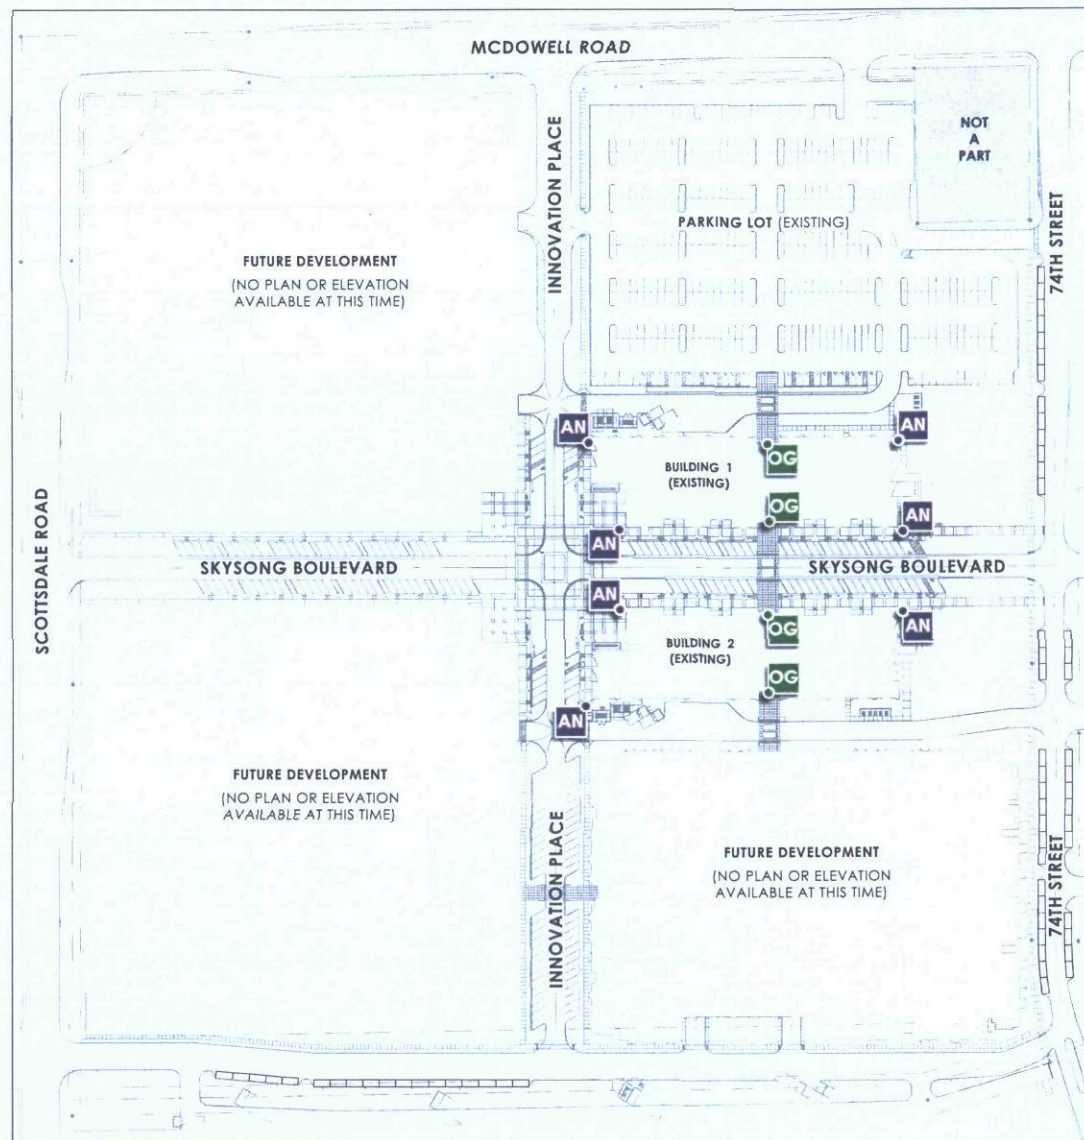 MCDOWELL ROAD
INNOVATION PLACE
NOT
A
PART
PARKING LOT (EXISTING)
74TH STREET
FUTURE DEVELOPMENT
(NO PLAN OR ELEVATION
AVAILABLE AT THIS TIME)
AN
AN
OG
BUILDING 1
(EXISTING)
OG
AN
AN
SCOTTSDALE ROAD
SKYSONG BOULEVARD
SKYSONG BOULEVARD
AN
AN
OG
BUILDING 2
(EXISTING)
OG
AN
FUTURE DEVELOPMENT
(NO PLAN OR ELEVATION
AVAILABLE AT THIS TIME)
INNOVATION PLACE
FUTURE DEVELOPMENT
(NO PLAN OR ELEVATION
AVAILABLE AT THIS TIME)
74TH STREET